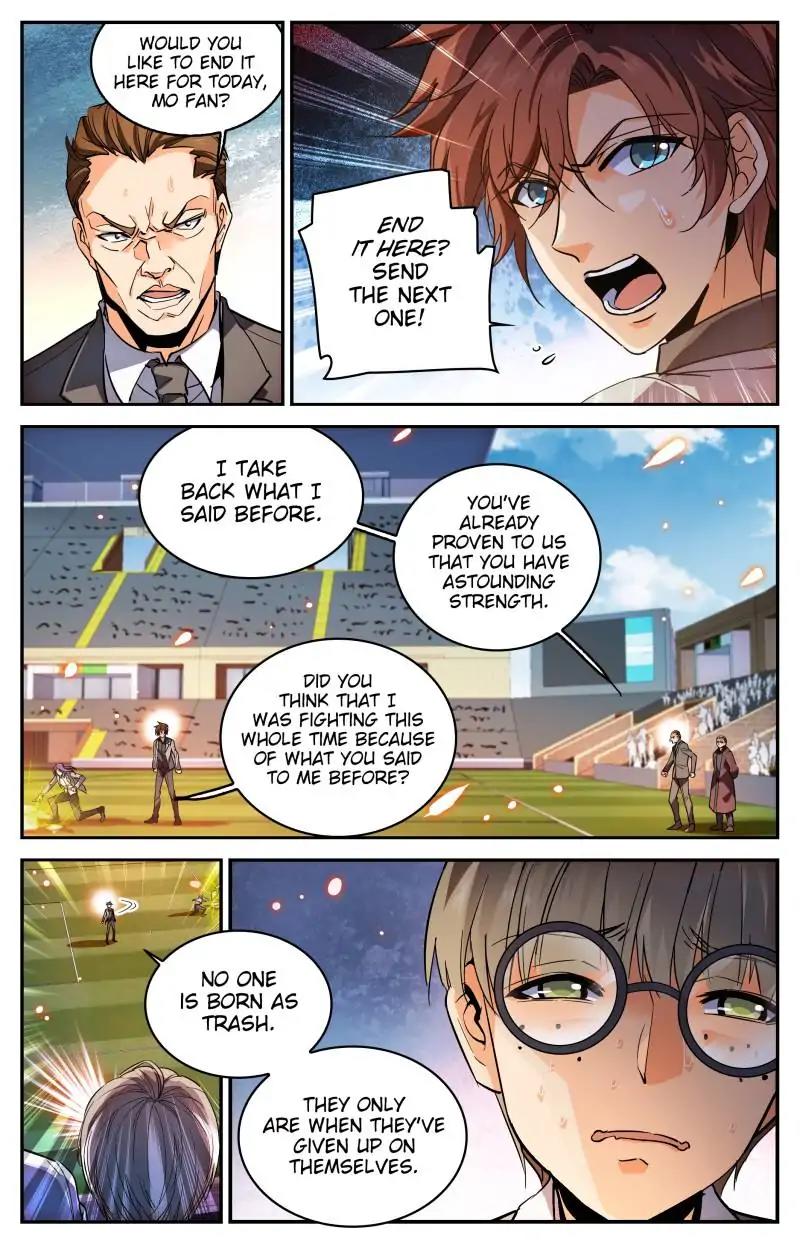 WOULD YOU
LIKE TO END IT
HERE FOR TODAY,
MO FAN?
END
IT HERE?
SEND
THE NEXT
ONE!
I TAKE
BACK WHAT I
SAID BEFORE.
YOU'VE
ALREADY
PROVEN TO US
THAT YOU HAVE
ASTOUNDING
STRENGTH.
DID YOU
THINK THAT I
WAS FIGHTING THIS
WHOLE TIME BECAUSE
OF WHAT YOU SAID
TO ME BEFORE?
NO ONE
IS BORN AS
TRASH.
THEY ONLY
ARE WHEN THEY'VE
GIVEN UP ON
THEMSELVES.